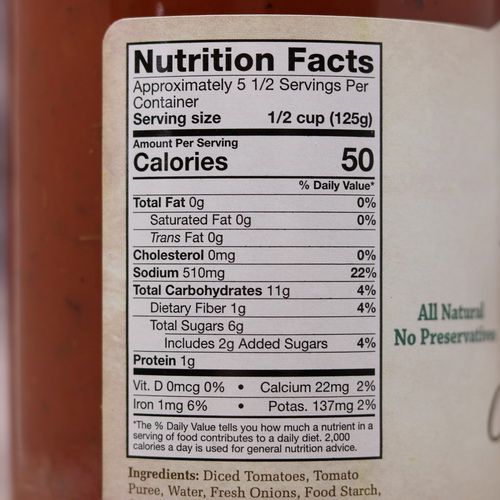 Nutrition Facts
Approximately 5 1/2 Servings Per
Container
Serving size 1/2 cup (125g)
Amount Per Serving
Calories 50
% Daily Value*
Total Fat 0g 0%
Saturated Fat 0g 0%
Trans Fat 0g
Cholesterol 0mg 0%
Sodium 510mg 22%
Total Carbohydrates 11g 4%
Dietary Fiber 1g 4%
Total Sugars 6g
Includes 2g Added Sugars 4%
Protein 1g
Vit. D 0mcg 0% • Calcium 22mg 2%
Iron 1mg 6% • Potas. 137mg 2%
*The % Daily Value tells you how much a nutrient in a
serving of food contributes to a daily diet. 2,000
calories a day is used for general nutrition advice.
Ingredients: Diced Tomatoes, Tomato
Puree, Water, Fresh Onions, Food Starch,
All Natural
No Preservatives